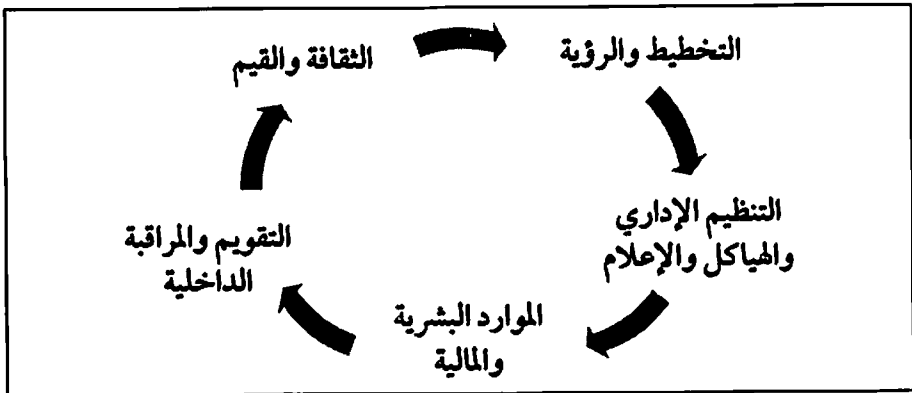 التخطيط والرؤية
الثقافة والقيم
التنظيم الإداري
والهياكل والإعلام
التقويم والمراقبة
الداخلية
الموارد البشرية
والمالية